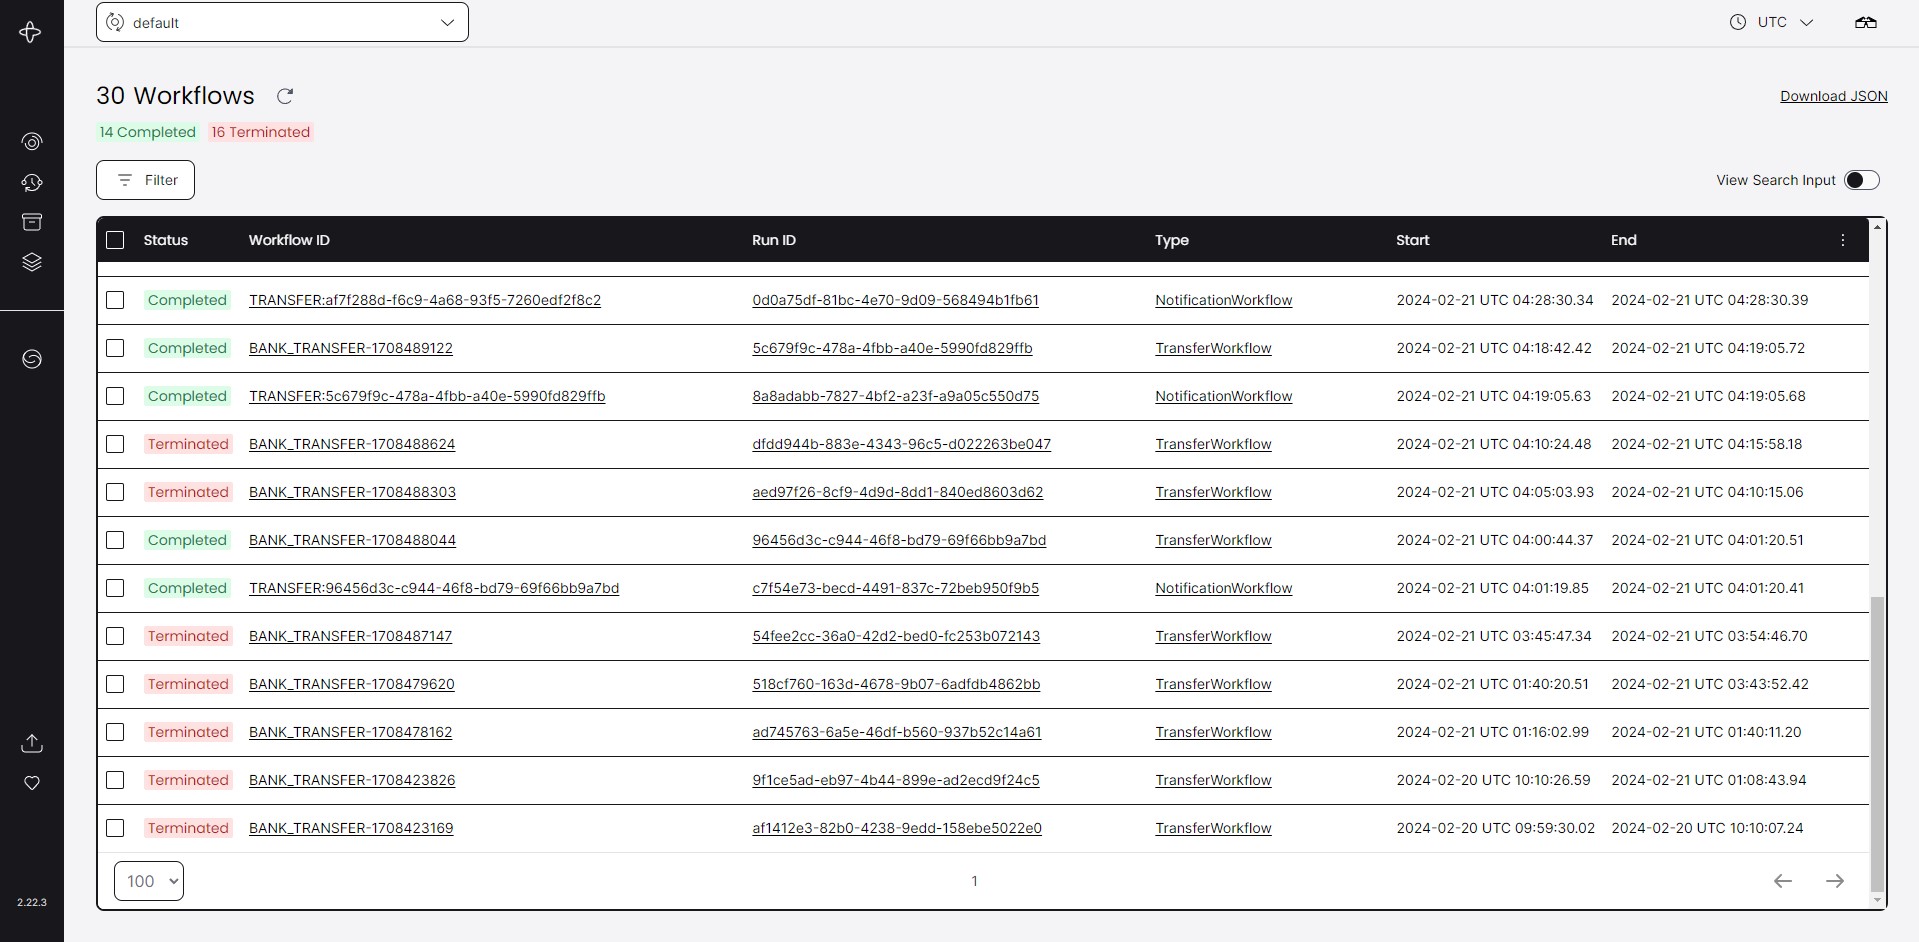 default
UTC
30 Workflows
Download JSON
14 Completed 16 Terminated
Filter
View Search Input
Status Workflow ID Run ID Type Start End
Completed TRANSFER:af7f288d-f6c9-4a68-93f5-7260edf2f8c2 0d0a75df-81bc-4e70-9d09-568494b1fb61 NotificationWorkflow 2024-02-21 UTC 04:28:30.34 2024-02-21 UTC 04:28:30.39
Completed BANK_TRANSFER-1708489122 5c679f9c-478a-4fbb-a40e-5990fd829ffb TransferWorkflow 2024-02-21 UTC 04:18:42.42 2024-02-21 UTC 04:19:05.72
Completed TRANSFER:5c679f9c-478a-4fbb-a40e-5990fd829ffb 8a8adabb-7827-4bf2-a23f-a9a05c550d75 NotificationWorkflow 2024-02-21 UTC 04:19:05.63 2024-02-21 UTC 04:19:05.68
Terminated BANK_TRANSFER-1708488624 dfdd944b-883e-4343-96c5-d022263be047 TransferWorkflow 2024-02-21 UTC 04:10:24.48 2024-02-21 UTC 04:15:58.18
Terminated BANK_TRANSFER-1708488303 aed97f26-8cf9-4d9d-8dd1-840ed8603d62 TransferWorkflow 2024-02-21 UTC 04:05:03.93 2024-02-21 UTC 04:10:15.06
Completed BANK_TRANSFER-1708488044 96456d3c-c944-46f8-bd79-69f66bb9a7bd TransferWorkflow 2024-02-21 UTC 04:00:44.37 2024-02-21 UTC 04:01:20.51
Completed TRANSFER:96456d3c-c944-46f8-bd79-69f66bb9a7bd c7f54e73-becd-4491-837c-72beb950f9b5 NotificationWorkflow 2024-02-21 UTC 04:01:19.85 2024-02-21 UTC 04:01:20.41
Terminated BANK_TRANSFER-1708487147 54fee2cc-36a0-42d2-bed0-fc253b072143 TransferWorkflow 2024-02-21 UTC 03:45:47.34 2024-02-21 UTC 03:54:46.70
Terminated BANK_TRANSFER-1708479620 518cf760-163d-4678-9b07-6adfdb4862bb TransferWorkflow 2024-02-21 UTC 01:40:20.51 2024-02-21 UTC 03:43:52.42
Terminated BANK_TRANSFER-1708478162 ad745763-6a5e-46df-b560-937b52c14a61 TransferWorkflow 2024-02-21 UTC 01:16:02.99 2024-02-21 UTC 01:40:11.20
Terminated BANK_TRANSFER-1708423826 9f1ce5ad-eb97-4b44-899e-ad2ecd9f24c5 TransferWorkflow 2024-02-20 UTC 10:10:26.59 2024-02-21 UTC 01:08:43.94
Terminated BANK_TRANSFER-1708423169 af1412e3-82b0-4238-9edd-158ebe5022e0 TransferWorkflow 2024-02-20 UTC 09:59:30.02 2024-02-20 UTC 10:10:07.24
100 1
2.22.3